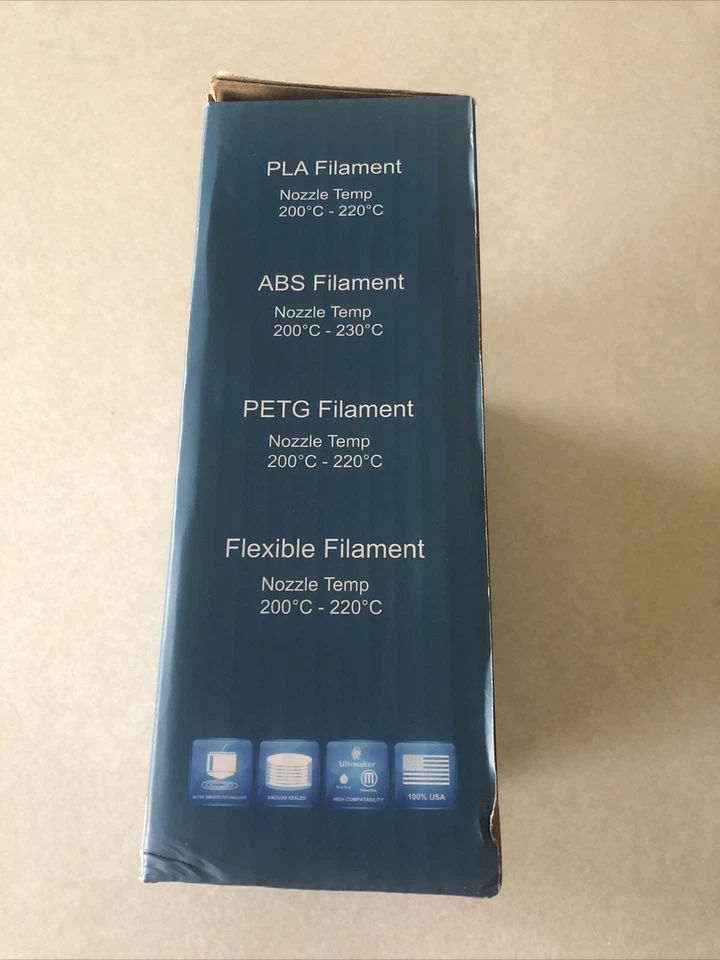 PLA Filament
Nozzle Temp
200°C - 220°C
ABS Filament
Nozzle Temp
200°C - 230°C
PETG Filament
Nozzle Temp
200°C - 220°C
Flexible Filament
Nozzle Temp
200°C - 220°C
Ultimaker
VACUUM SEALED
HIGH COMPATABILITY
100% USA